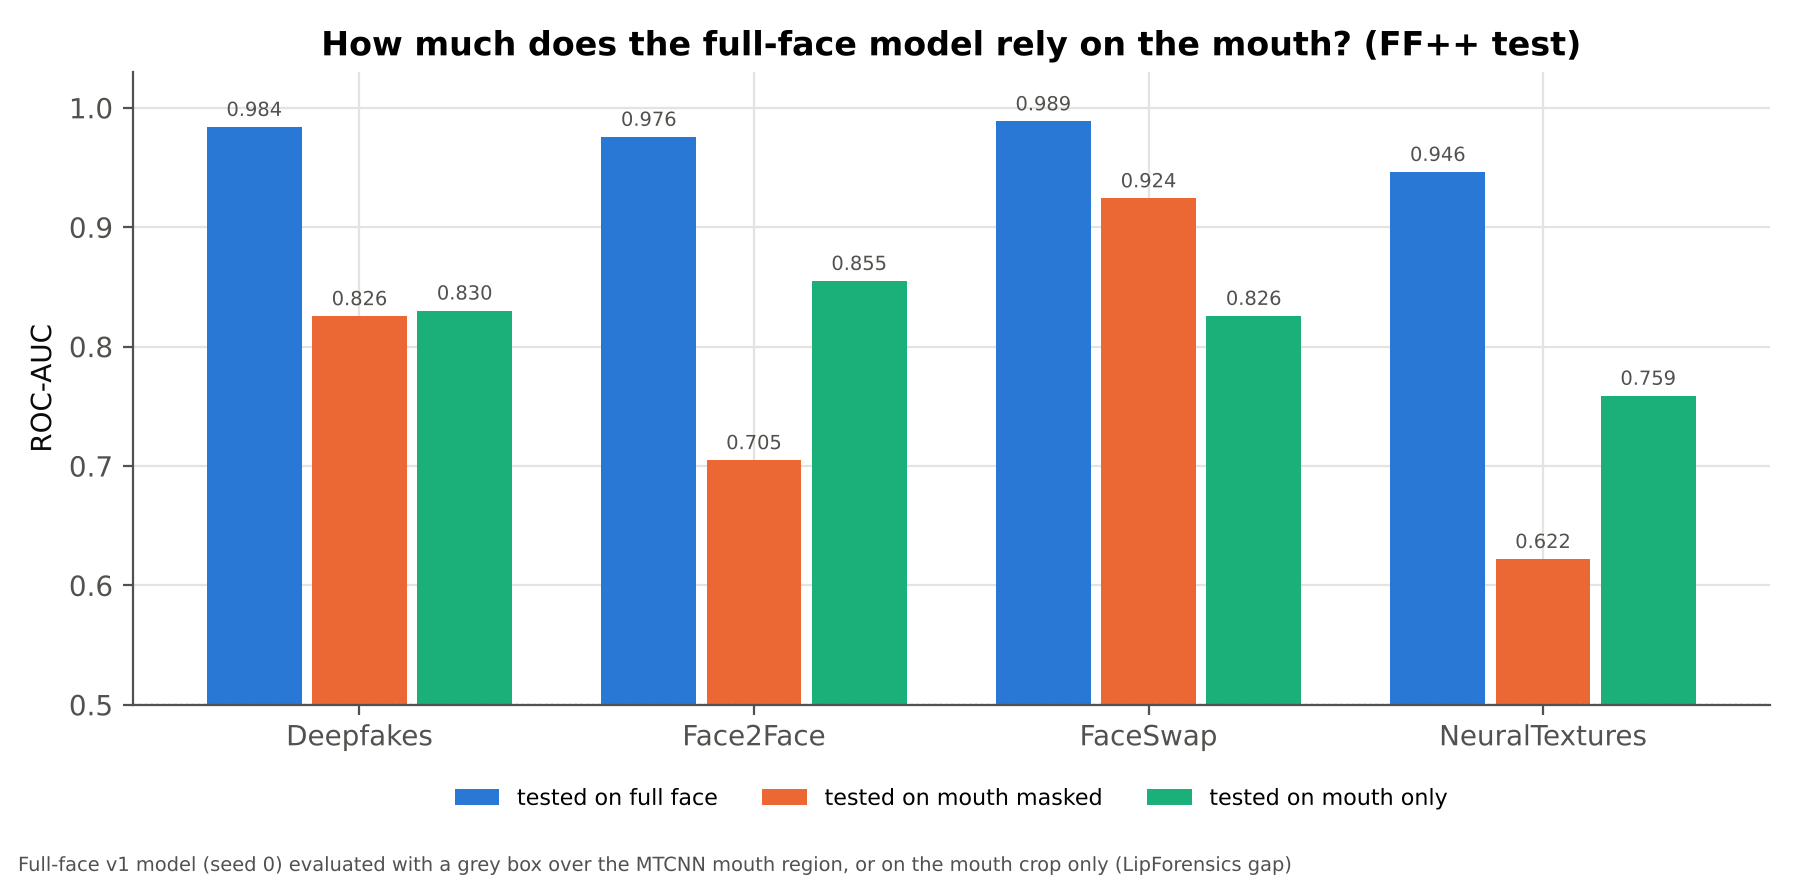 How much does the full-face model rely on the mouth? (FF++ test)
ROC-AUC
1.0
0.9
0.8
0.7
0.6
0.5
0.984
0.826
0.830
0.976
0.705
0.855
0.989
0.924
0.826
0.946
0.622
0.759
Deepfakes
Face2Face
FaceSwap
NeuralTextures
tested on full face
tested on mouth masked
tested on mouth only
Full-face v1 model (seed 0) evaluated with a grey box over the MTCNN mouth region, or on the mouth crop only (LipForensics gap)